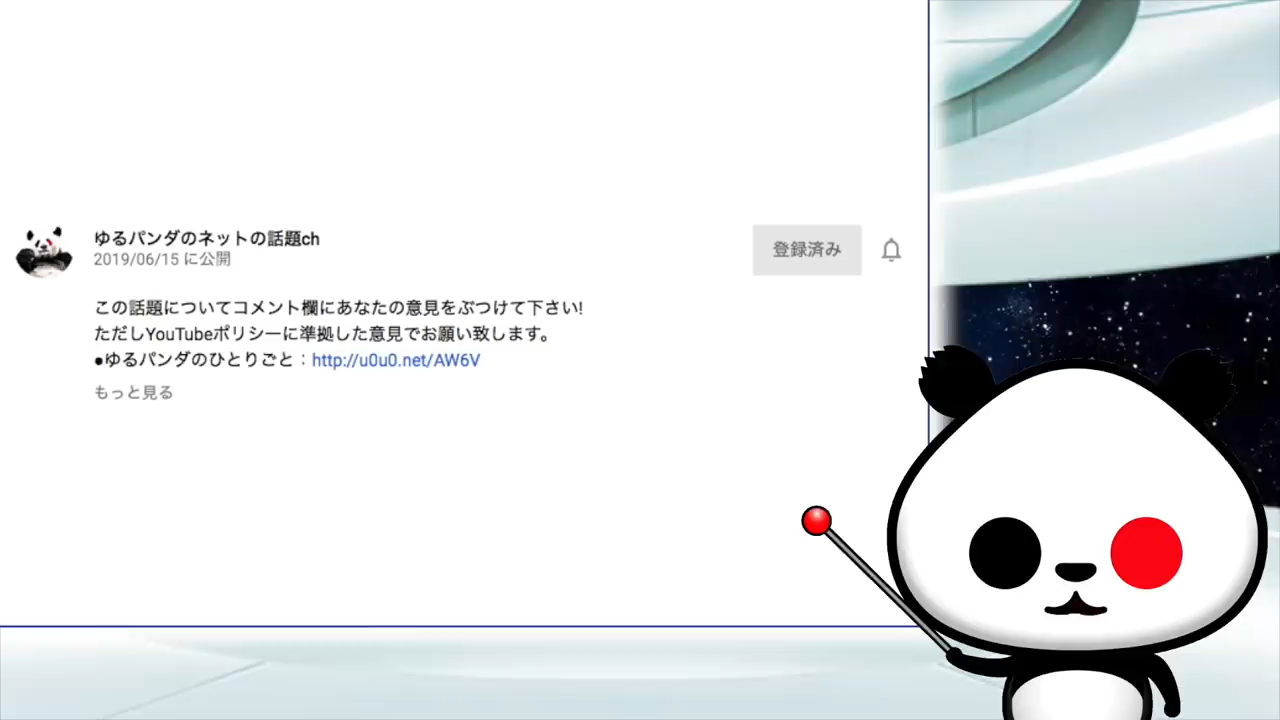 ゆるパンダのネットの話題ch
2019/06/15 に公開
登録済み
この話題についてコメント欄にあなたの意見をぶつけて下さい!
ただしYouTubeポリシーに準拠した意見でお願い致します。
●ゆるパンダのひとりごと：http://u0u0.net/AW6V
もっと見る